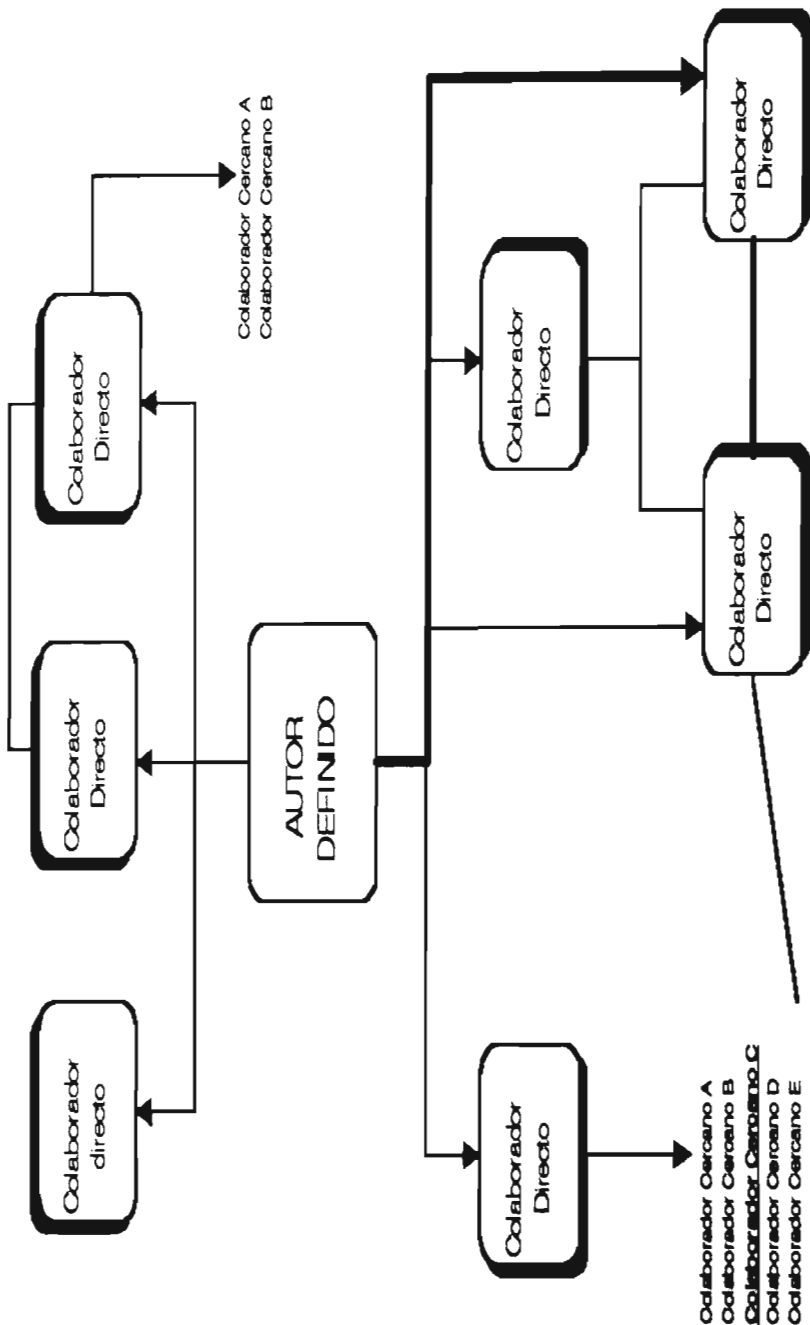 Colaborador
directo
Colaborador
Directo
Colaborador
Directo
Colaborador Cercano A
Colaborador Cercano B
AUTOR
DEFINIDO
Colaborador
Directo
Colaborador
Directo
Colaborador Cercano A
Colaborador Cercano B
Colaborador Cercano C
Colaborador Cercano D
Colaborador Cercano E
Colaborador
Directo
Colaborador
Directo